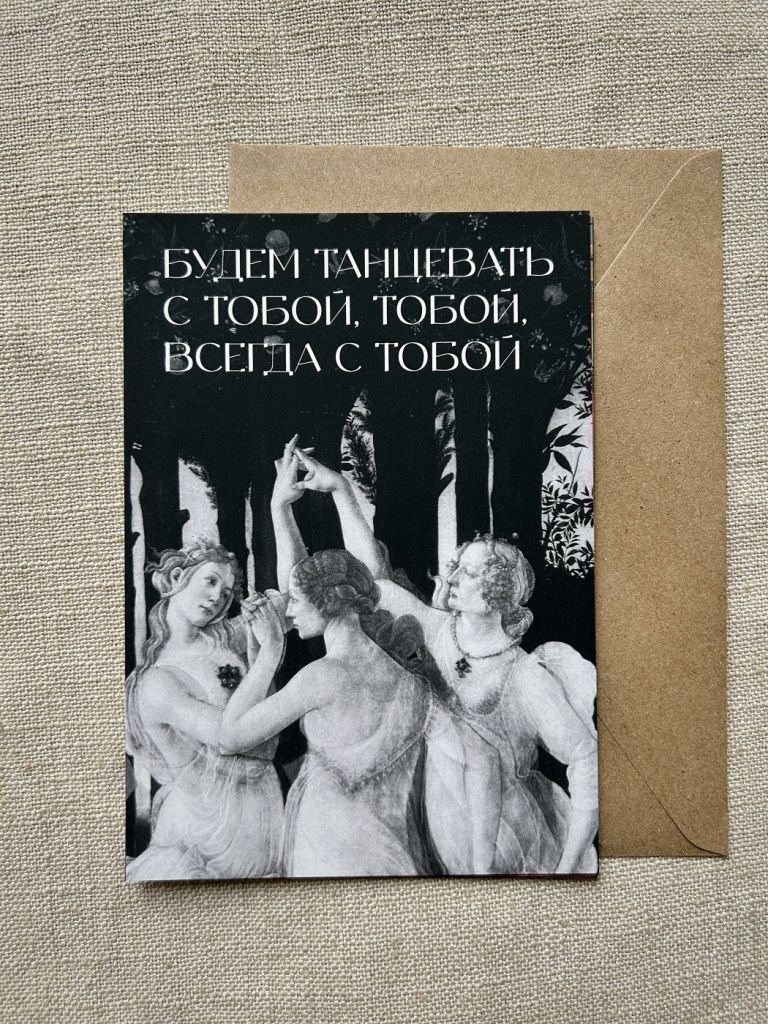 БУДЕМ ТАНЦЕВАТЬ
С ТОБОЙ, ТОБОЙ,
ВСЕГДА С ТОБОЙ